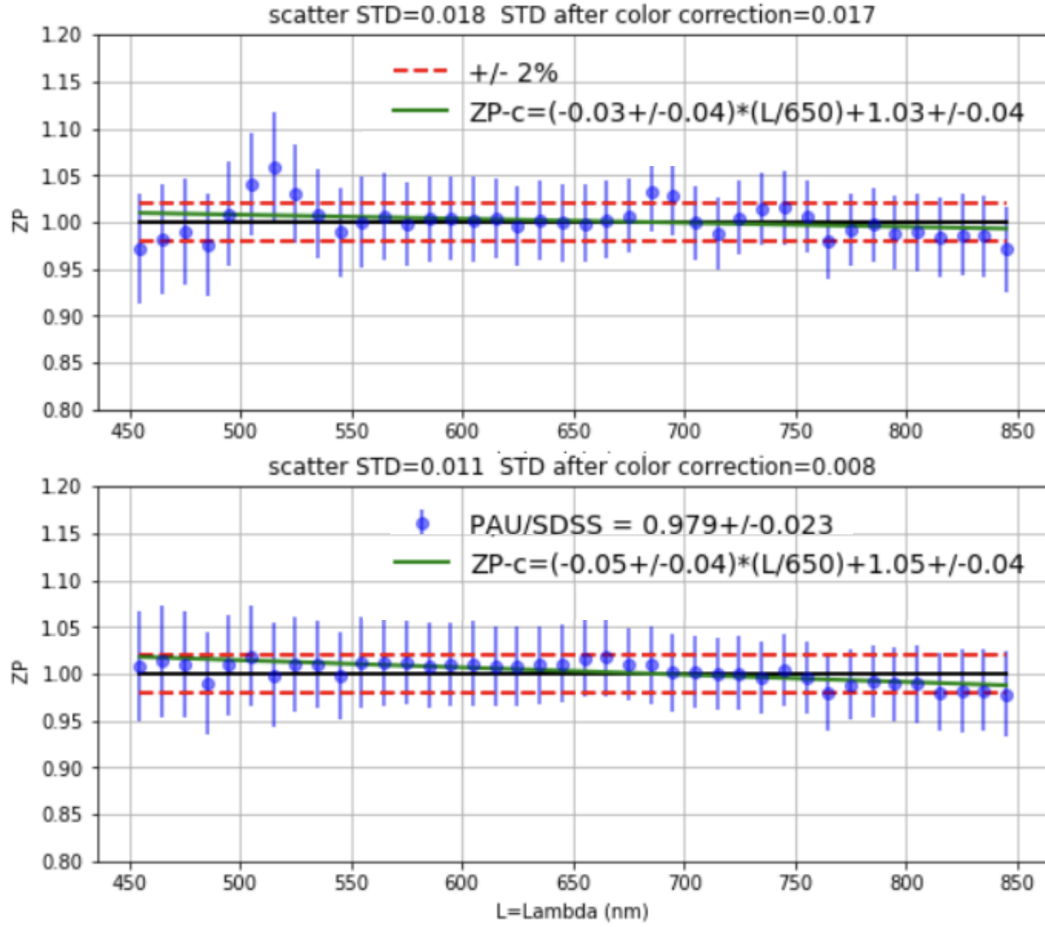 scatter STD=0.018 STD after color correction=0.017
1.20
1.15
1.10
1.05
1.00
0.95
0.90
0.85
0.80
ZP
+/- 2%
ZP-c=(-0.03+/-0.04)*(L/650)+1.03+/-0.04
450 500 550 600 650 700 750 800 850
scatter STD=0.011 STD after color correction=0.008
1.20
1.15
1.10
1.05
1.00
0.95
0.90
0.85
0.80
ZP
PAU/SDSS = 0.979+/-0.023
ZP-c=(-0.05+/-0.04)*(L/650)+1.05+/-0.04
450 500 550 600 650 700 750 800 850
L=Lambda (nm)